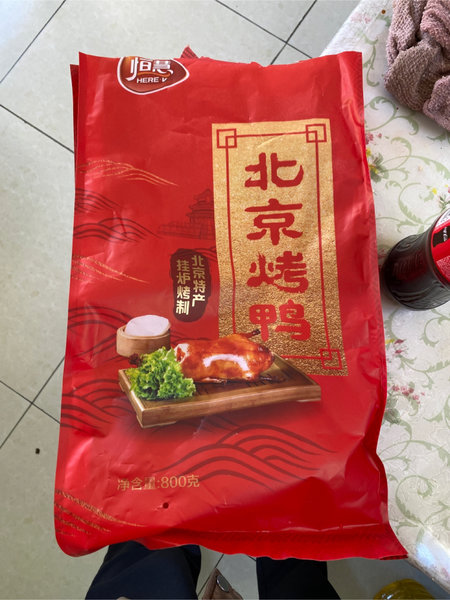 恒慧
HERE·V
北京烤鸭
北京特产
挂炉烤制
净含量:800克